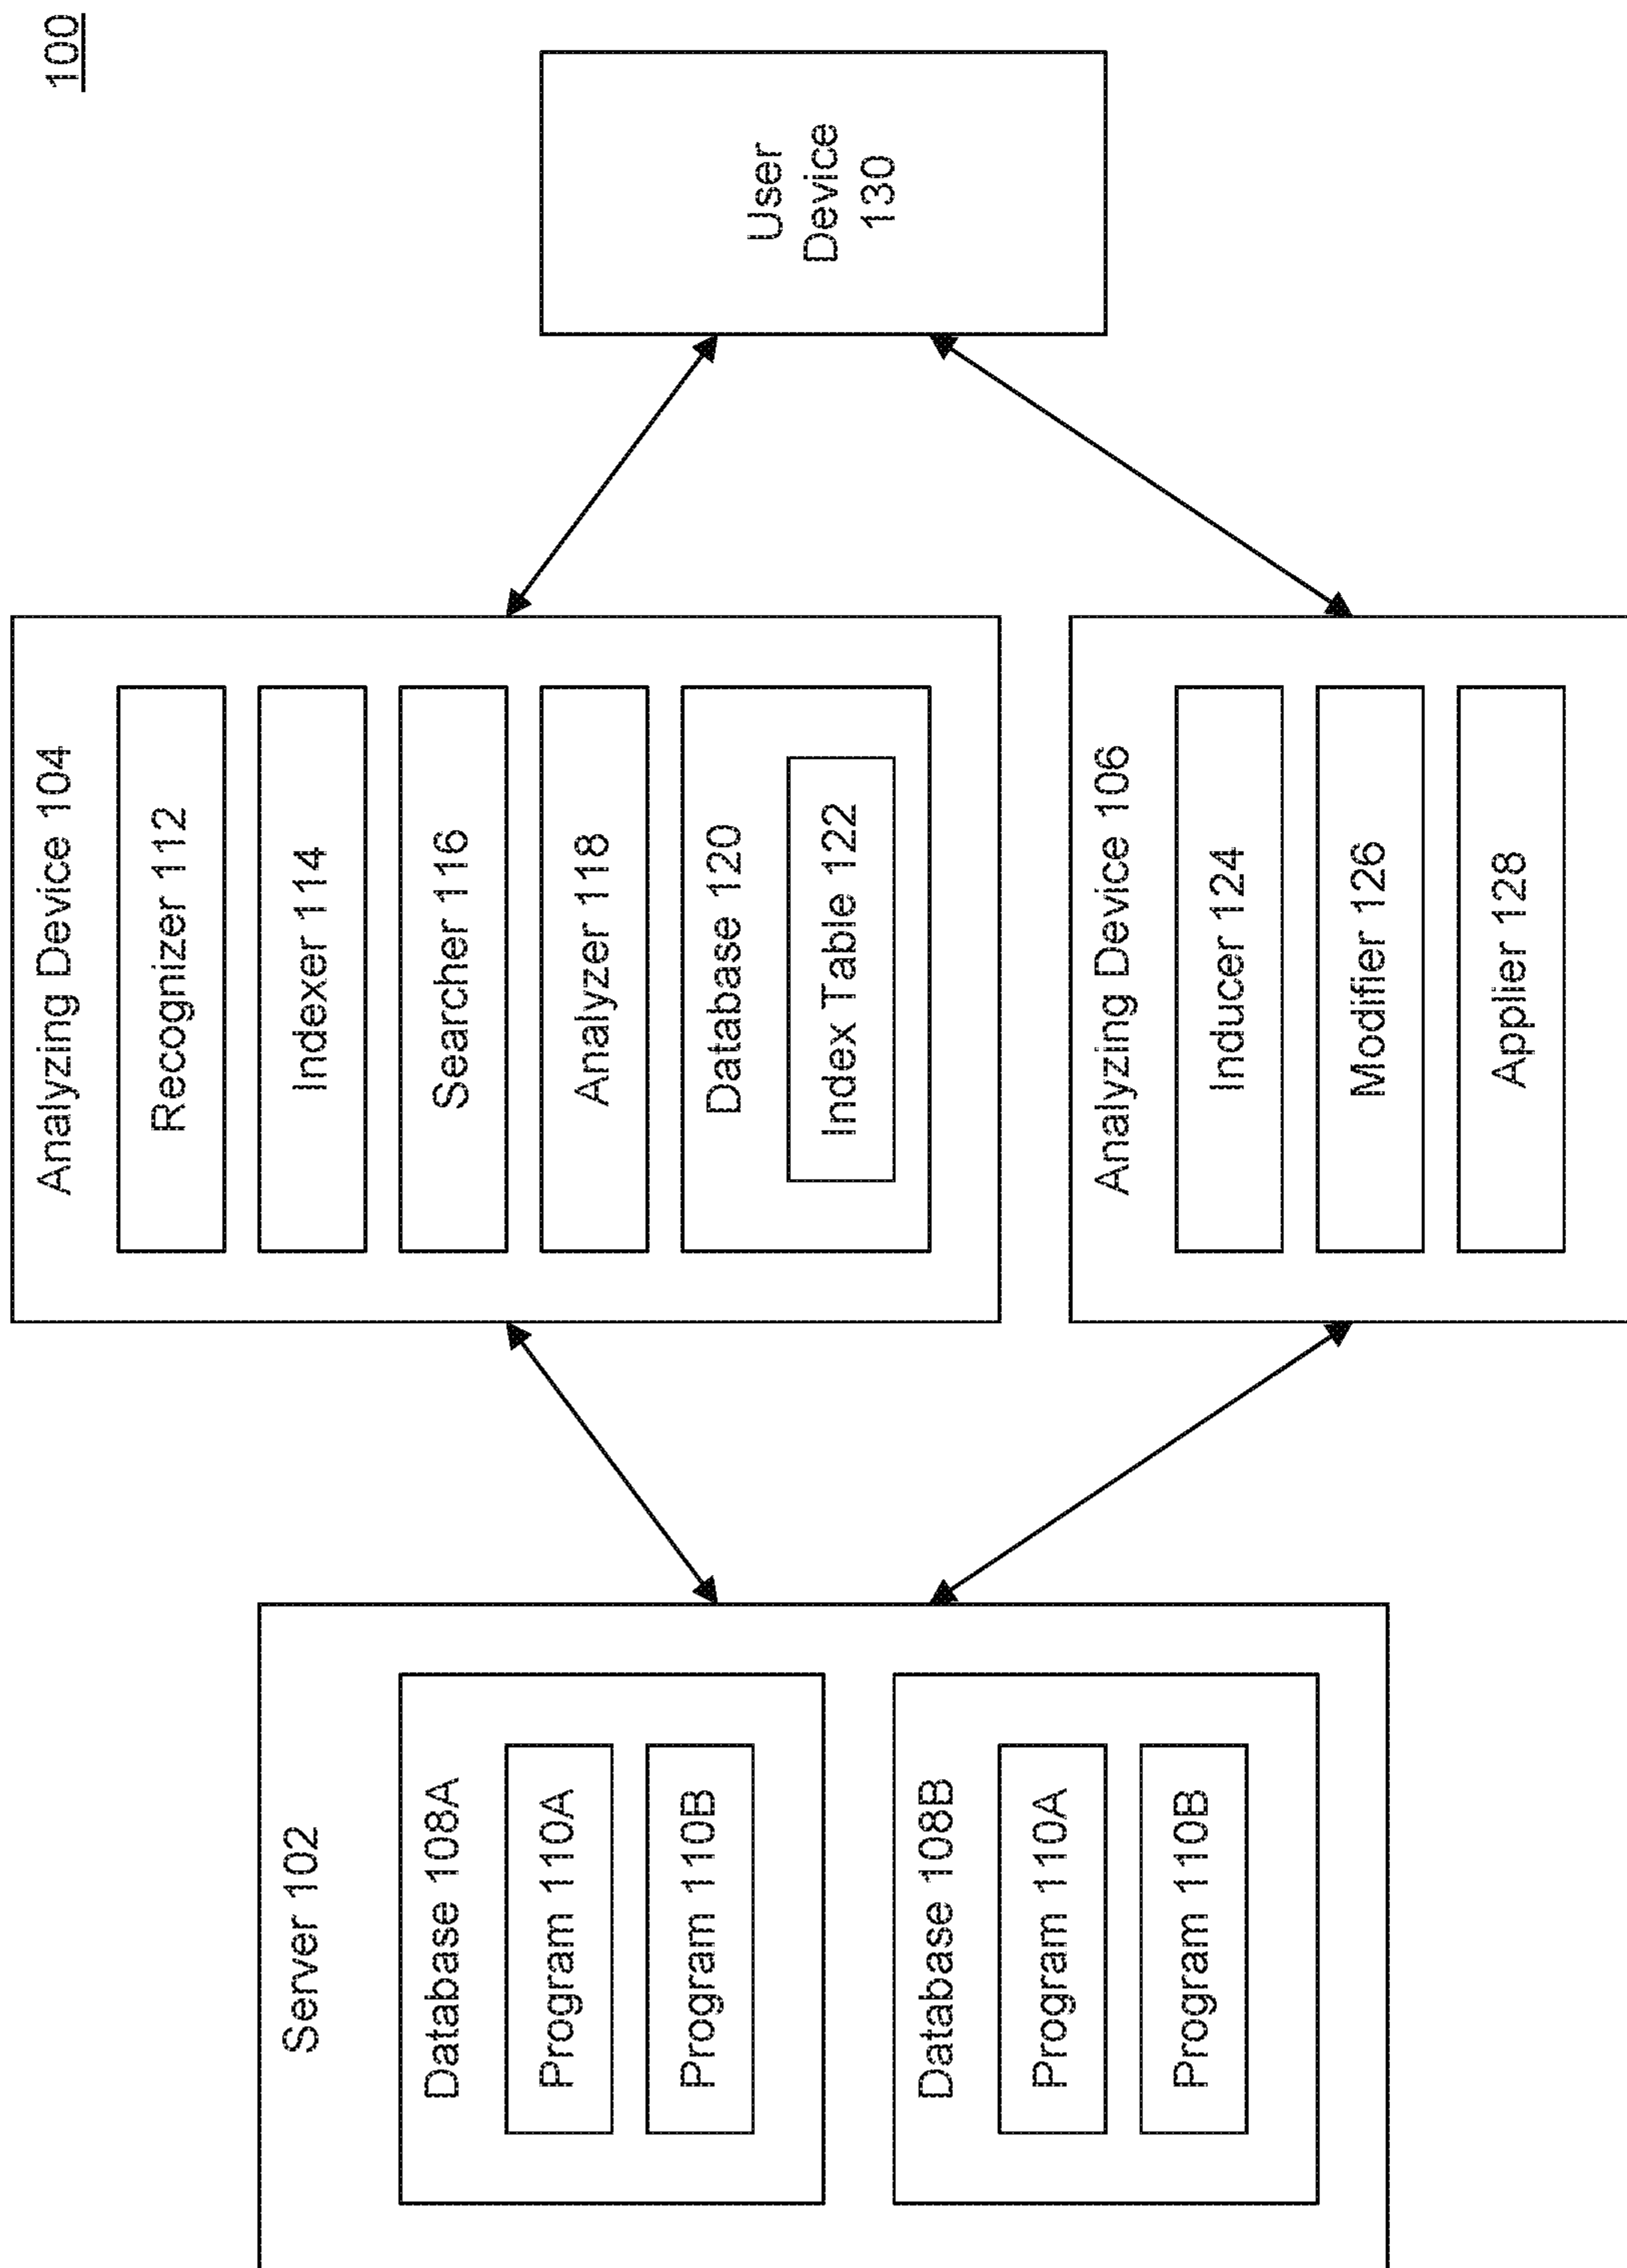 100
Server 102
Database 108A
Program 110A
Program 110B
Database 108B
Program 110A
Program 110B
Analyzing Device 104
Recognizer 112
Indexer 114
Searcher 116
Analyzer 118
Database 120
Index Table 122
Analyzing Device 106
Inducer 124
Modifier 126
Applier 128
User
Device
130